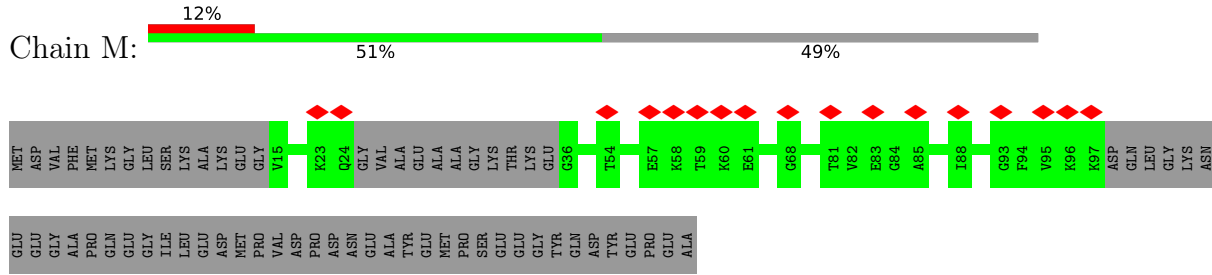 12%
Chain M:
51% 49%
MET ASP VAL PHE MET LYS GLY LEU SER LYS ALA LYS GLU GLY V15 K23 Q24 GLY VAL ALA GLU ALA ALA GLY LYS THR LYS GLU G36 T54 E57 K58 T59 K60 E61 G68 T81 V82 E83 G84 A85 I88 G93 F94 V95 K96 K97 ASP GLN LEU GLY LYS ASN
GLU GLU GLY ALA PRO GLN GLU GLY ILE LEU GLU ASP MET PRO VAL ASP PRO ASP ASN GLU ALA TYR GLU MET PRO SER GLU GLU GLY TYR GLN ASP TYR GLU PRO GLU ALA